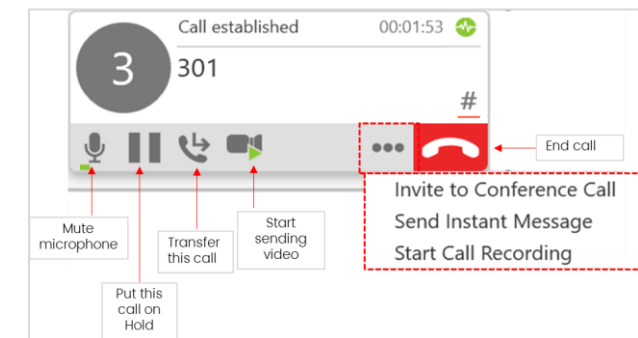 Call established 00:01:53
3
301
#
End call
Invite to Conference Call
Send Instant Message
Start Call Recording
Mute
microphone
Transfer
this call
Start
sending
video
Put this
call on
Hold